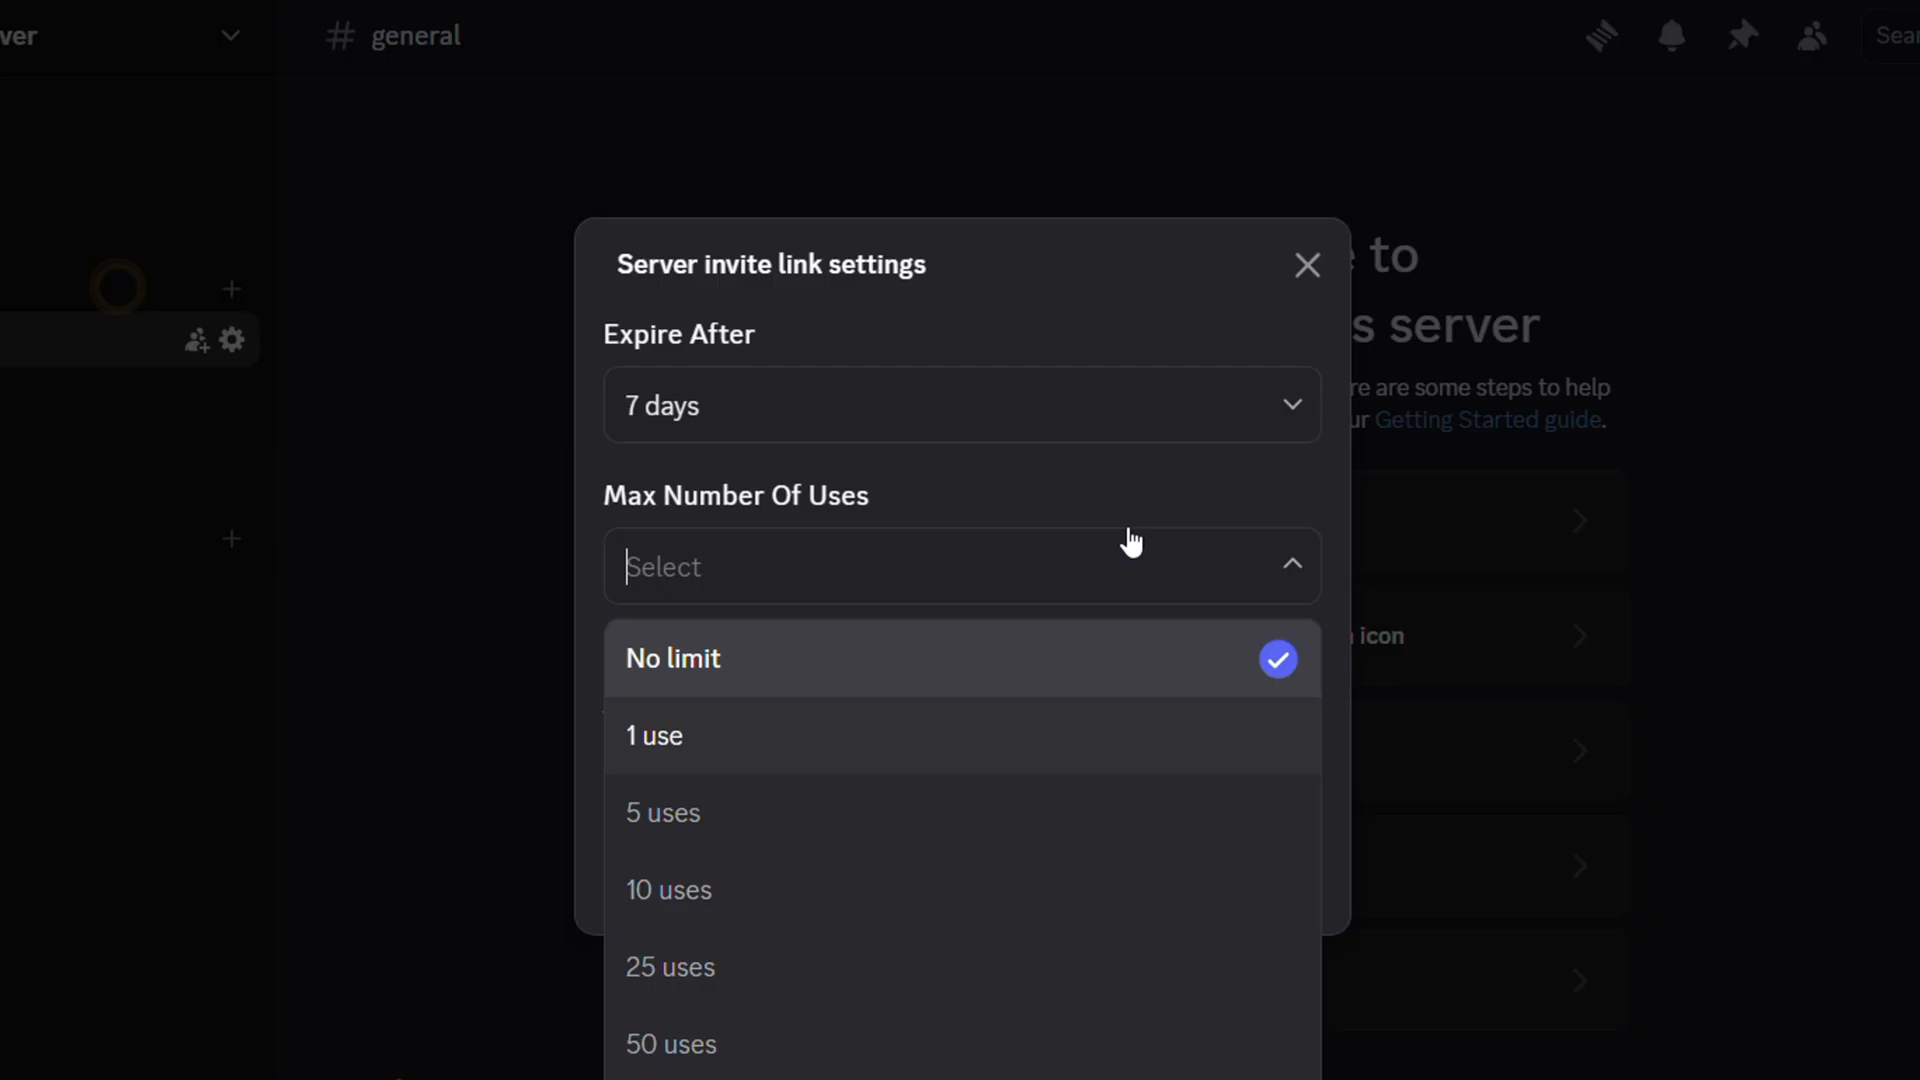 ver
general
Sear
Server invite link settings
to
s server
Expire After
7 days
re are some steps to help
ur Getting Started guide.
Max Number Of Uses
Select
No limit
icon
1 use
5 uses
10 uses
25 uses
50 uses